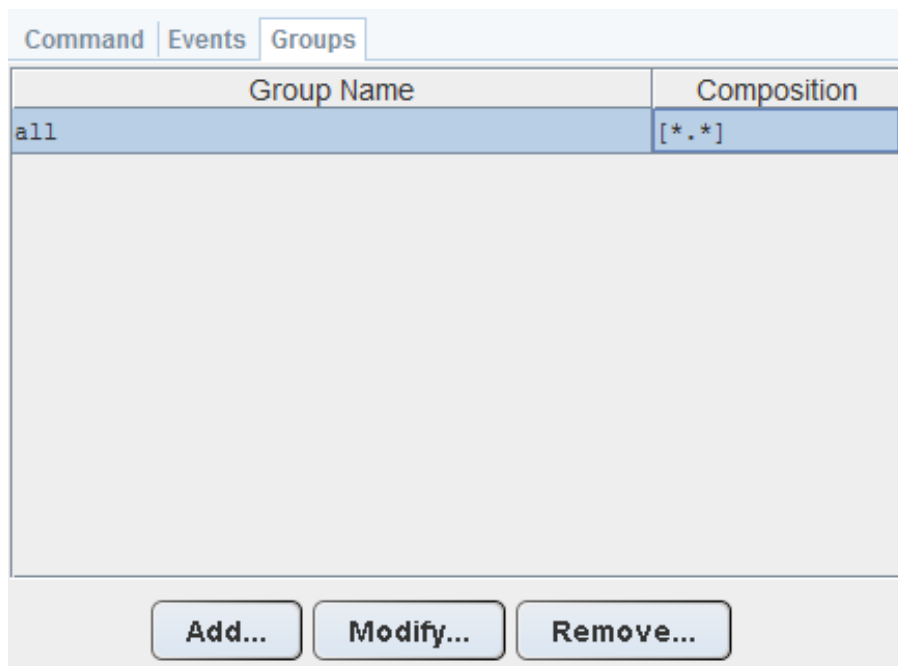 Command Events Groups
Group Name Composition
all [*.*]
Add... Modify... Remove...